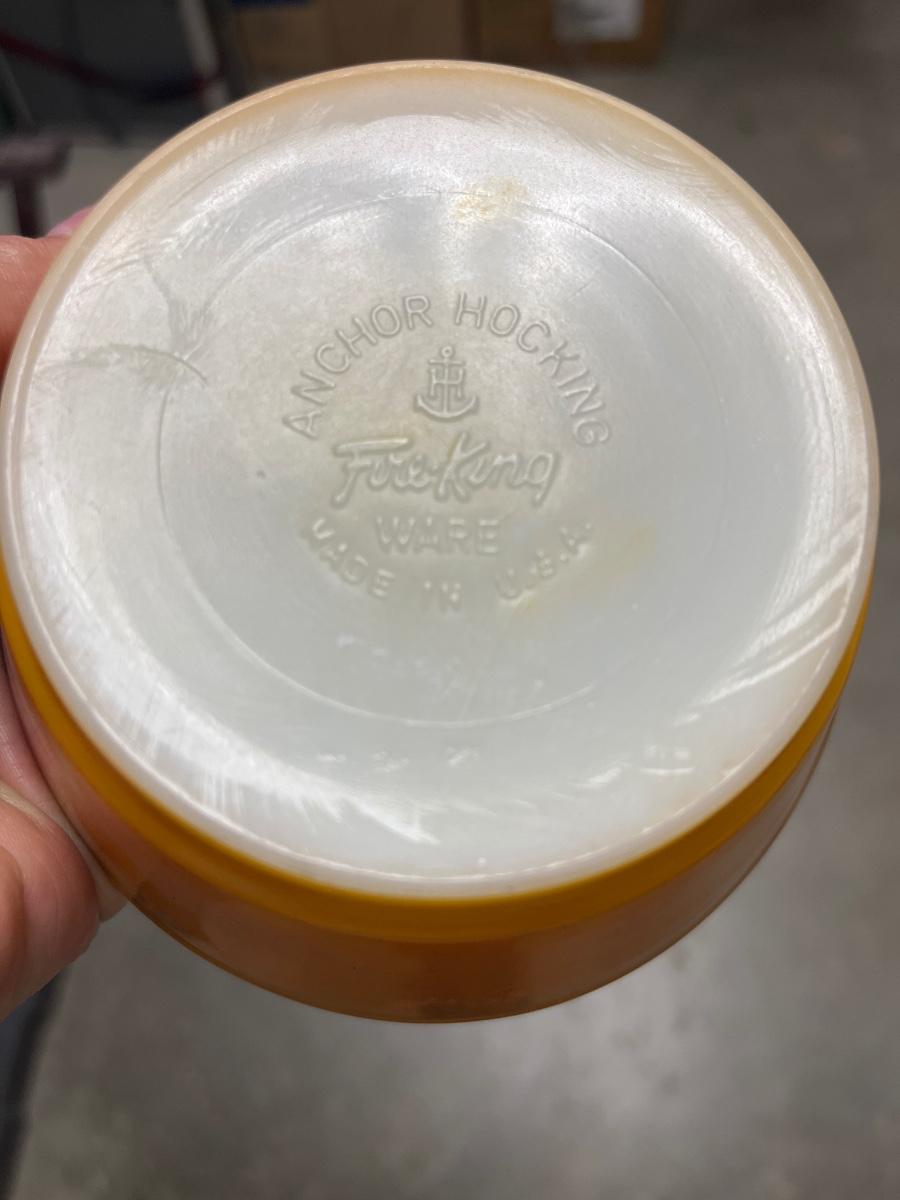 ANCHOR HOCKING
Fire-King
WARE
MADE IN U.S.A.